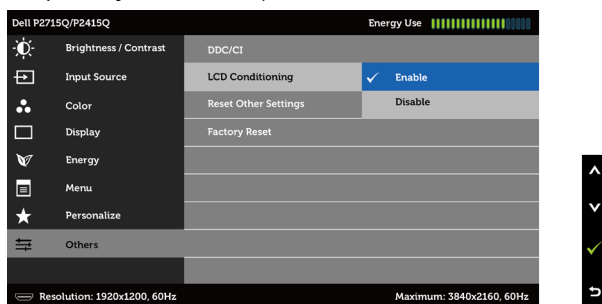 Dell P2715Q/P2415Q Energy Use
Brightness / Contrast DDC/CI
Input Source LCD Conditioning Enable
Color Reset Other Settings Disable
Display Factory Reset
Energy
Menu
Personalize
Others
Resolution: 1920x1200, 60Hz Maximum: 3840x2160, 60Hz